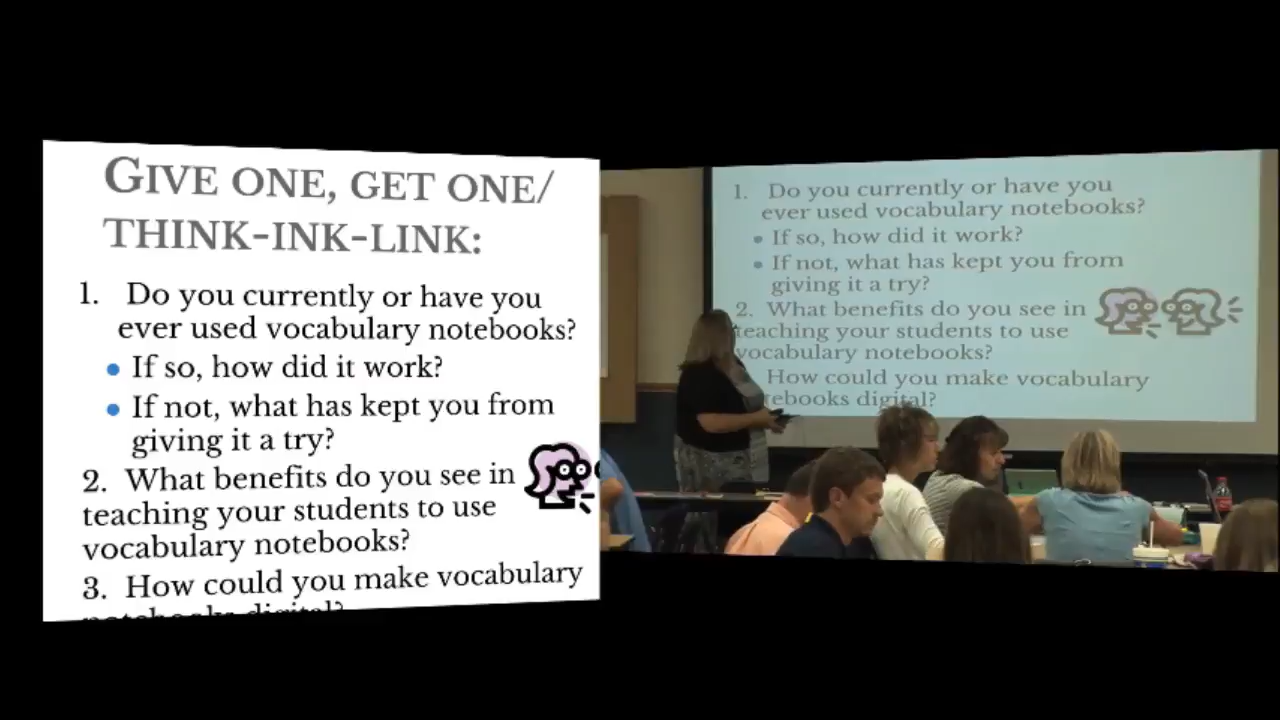 GIVE ONE, GET ONE/
THINK-INK-LINK:
1. Do you currently or have you
ever used vocabulary notebooks?
• If so, how did it work?
• If not, what has kept you from
giving it a try?
2. What benefits do you see in
teaching your students to use
vocabulary notebooks?
3. How could you make vocabulary
notebooks digital?
1. Do you currently or have you
ever used vocabulary notebooks?
• If so, how did it work?
• If not, what has kept you from
giving it a try?
2. What benefits do you see in
teaching your students to use
vocabulary notebooks?
How could you make vocabulary
tebooks digital?